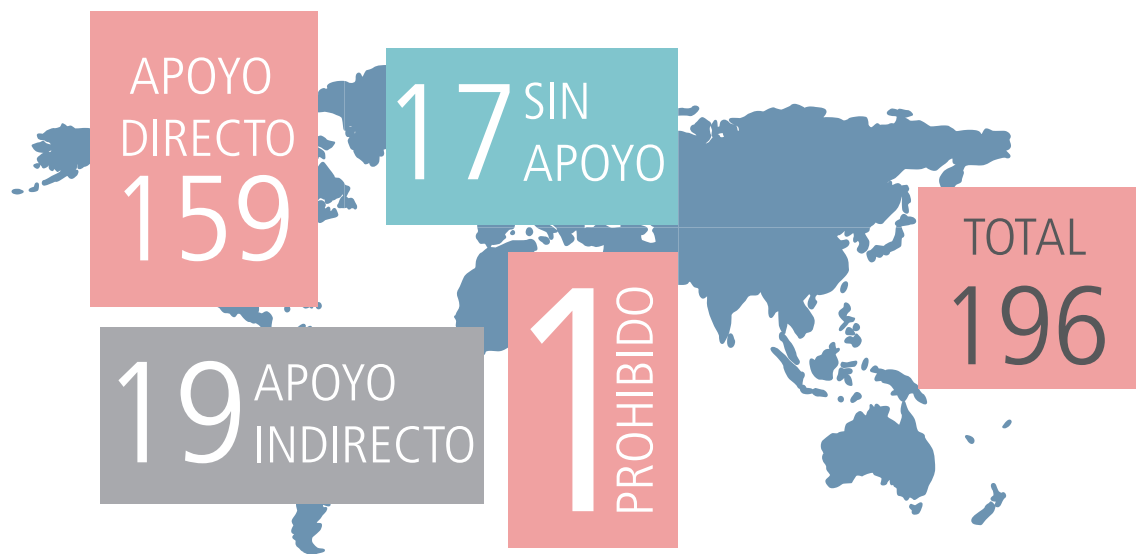 APOYO
DIRECTO
159
17 SIN
APOYO
TOTAL
196
19 APOYO
INDIRECTO
1 PROHIBIDO